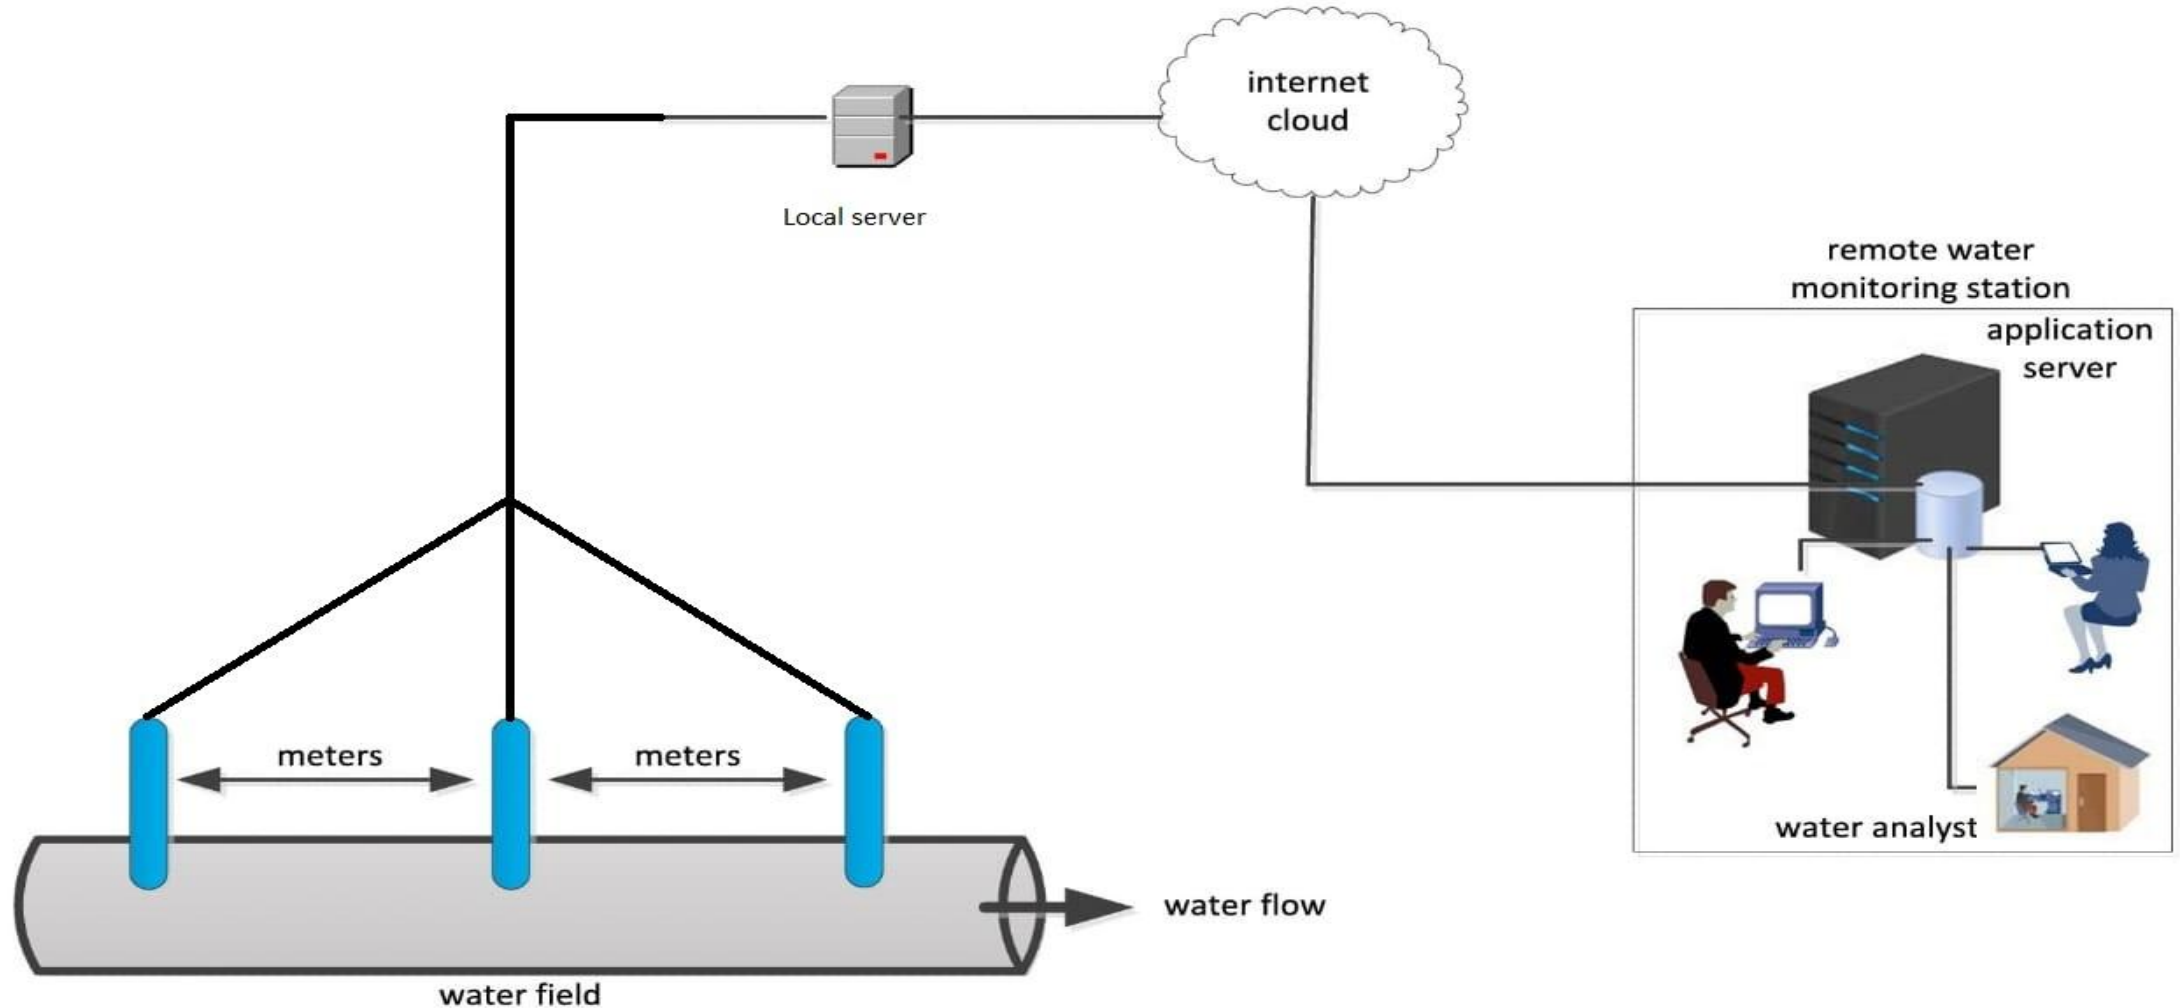 internet
cloud
Local server
remote water
monitoring station
application
server
meters
meters
water analyst
water flow
water field